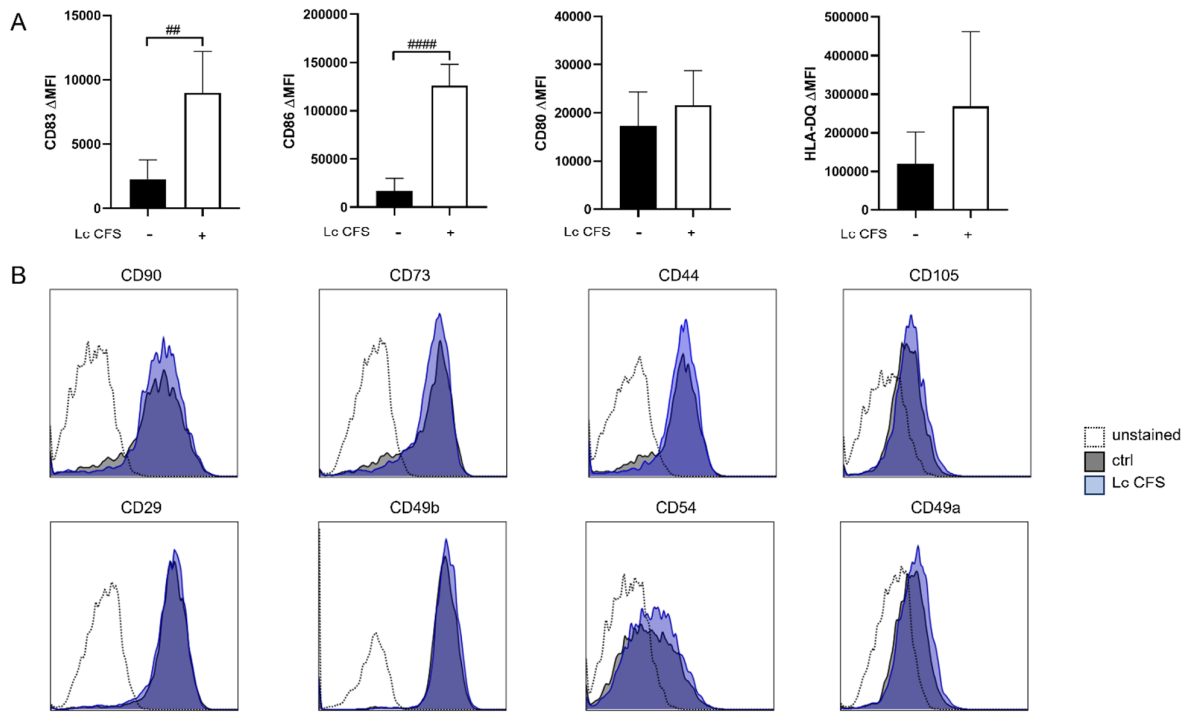 A
CD83 ΔMFI
15000
10000
5000
0
##
Lc CFS - +
CD86 ΔMFI
200000
150000
100000
50000
0
####
Lc CFS - +
CD80 ΔMFI
40000
30000
20000
10000
0
Lc CFS - +
HLA-DQ ΔMFI
500000
400000
300000
200000
100000
0
Lc CFS - +
B
CD90 CD73 CD44 CD105
unstained
ctrl
Lc CFS
CD29 CD49b CD54 CD49a